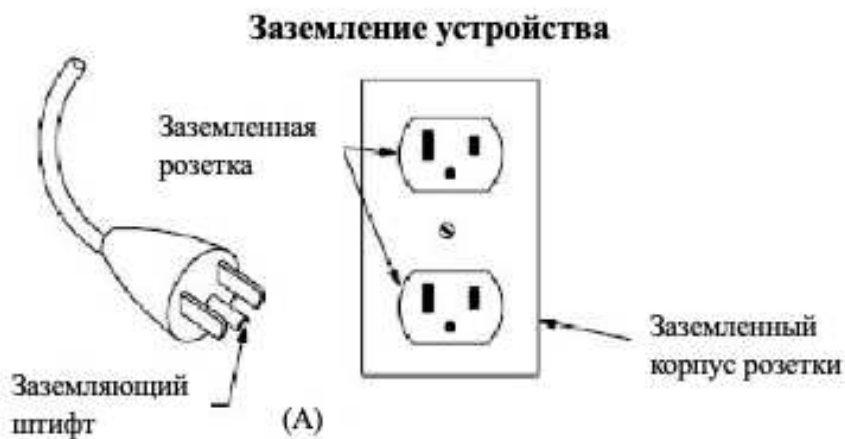 Заземление устройства
Заземленная
розетка
Заземленный
корпус розетки
Заземляющий
штифт
(А)